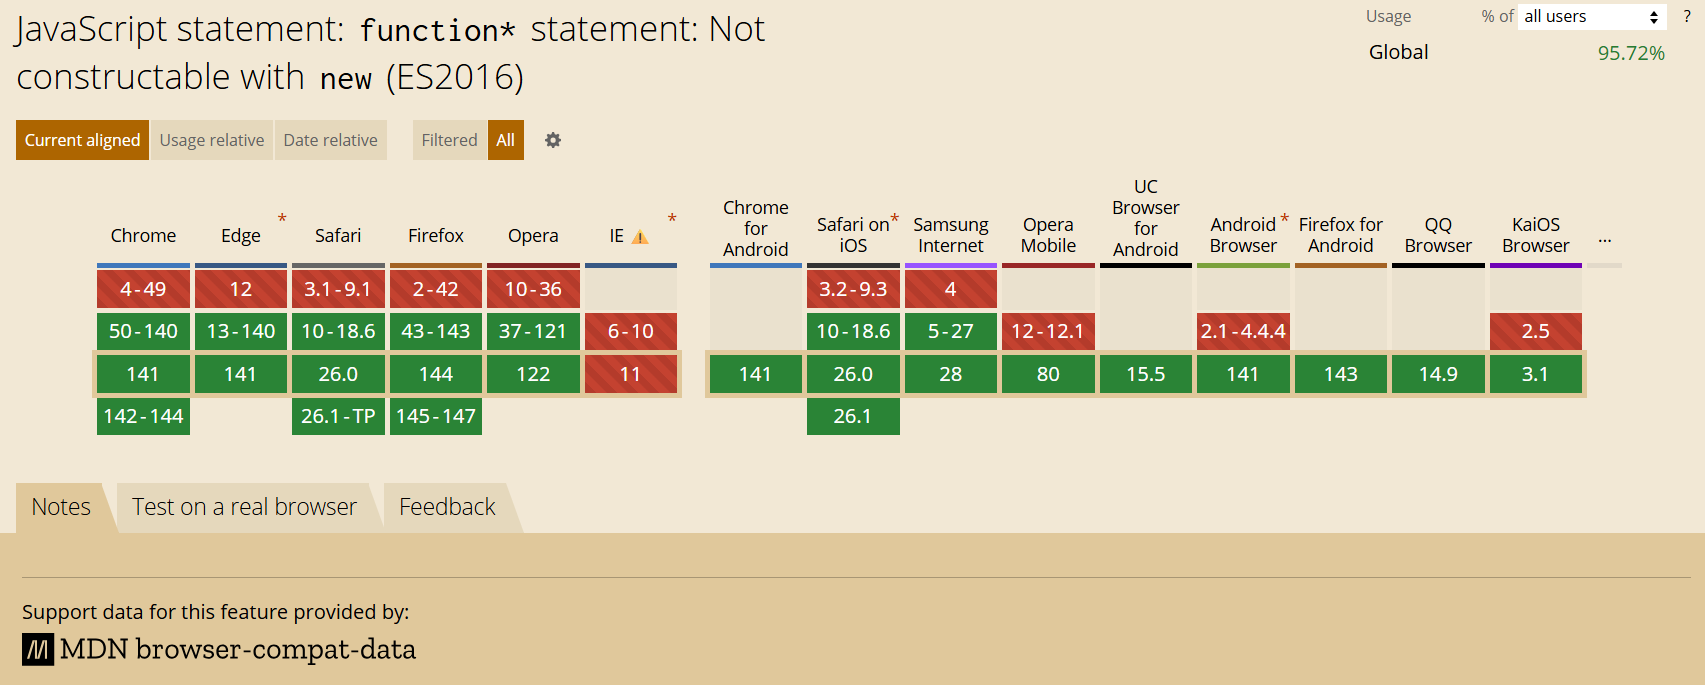 JavaScript statement: function* statement: Not
constructable with new (ES2016)
Usage % of all users ?
Global 95.72%
Current aligned Usage relative Date relative Filtered All
Chrome Edge * Safari Firefox Opera IE * Chrome for Android Safari on iOS * Samsung Internet Opera Mobile UC Browser for Android Android Browser * Firefox for Android QQ Browser KaiOS Browser ...
4-49 12 3.1-9.1 2-42 10-36 3.2-9.3 4
50-140 13-140 10-18.6 43-143 37-121 6-10 10-18.6 5-27 12-12.1 2.1-4.4.4 2.5
141 141 26.0 144 122 11 141 26.0 28 80 15.5 141 143 14.9 3.1
142-144 26.1-TP 145-147 26.1
Notes Test on a real browser Feedback
Support data for this feature provided by:
MDN browser-compat-data